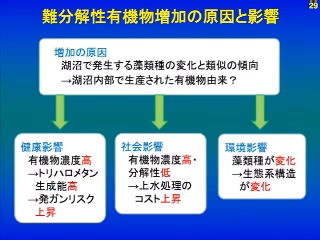 29
難分解性有機物増加の原因と影響
増加の原因
湖沼で発生する藻類種の変化と類似の傾向
→湖沼内部で生産された有機物由来？
健康影響
有機物濃度高
→トリハロメタン
生成能高
→発ガンリスク
上昇
社会影響
有機物濃度高・
分解性低
→上水処理の
コスト上昇
環境影響
藻類種が変化
→生態系構造
が変化